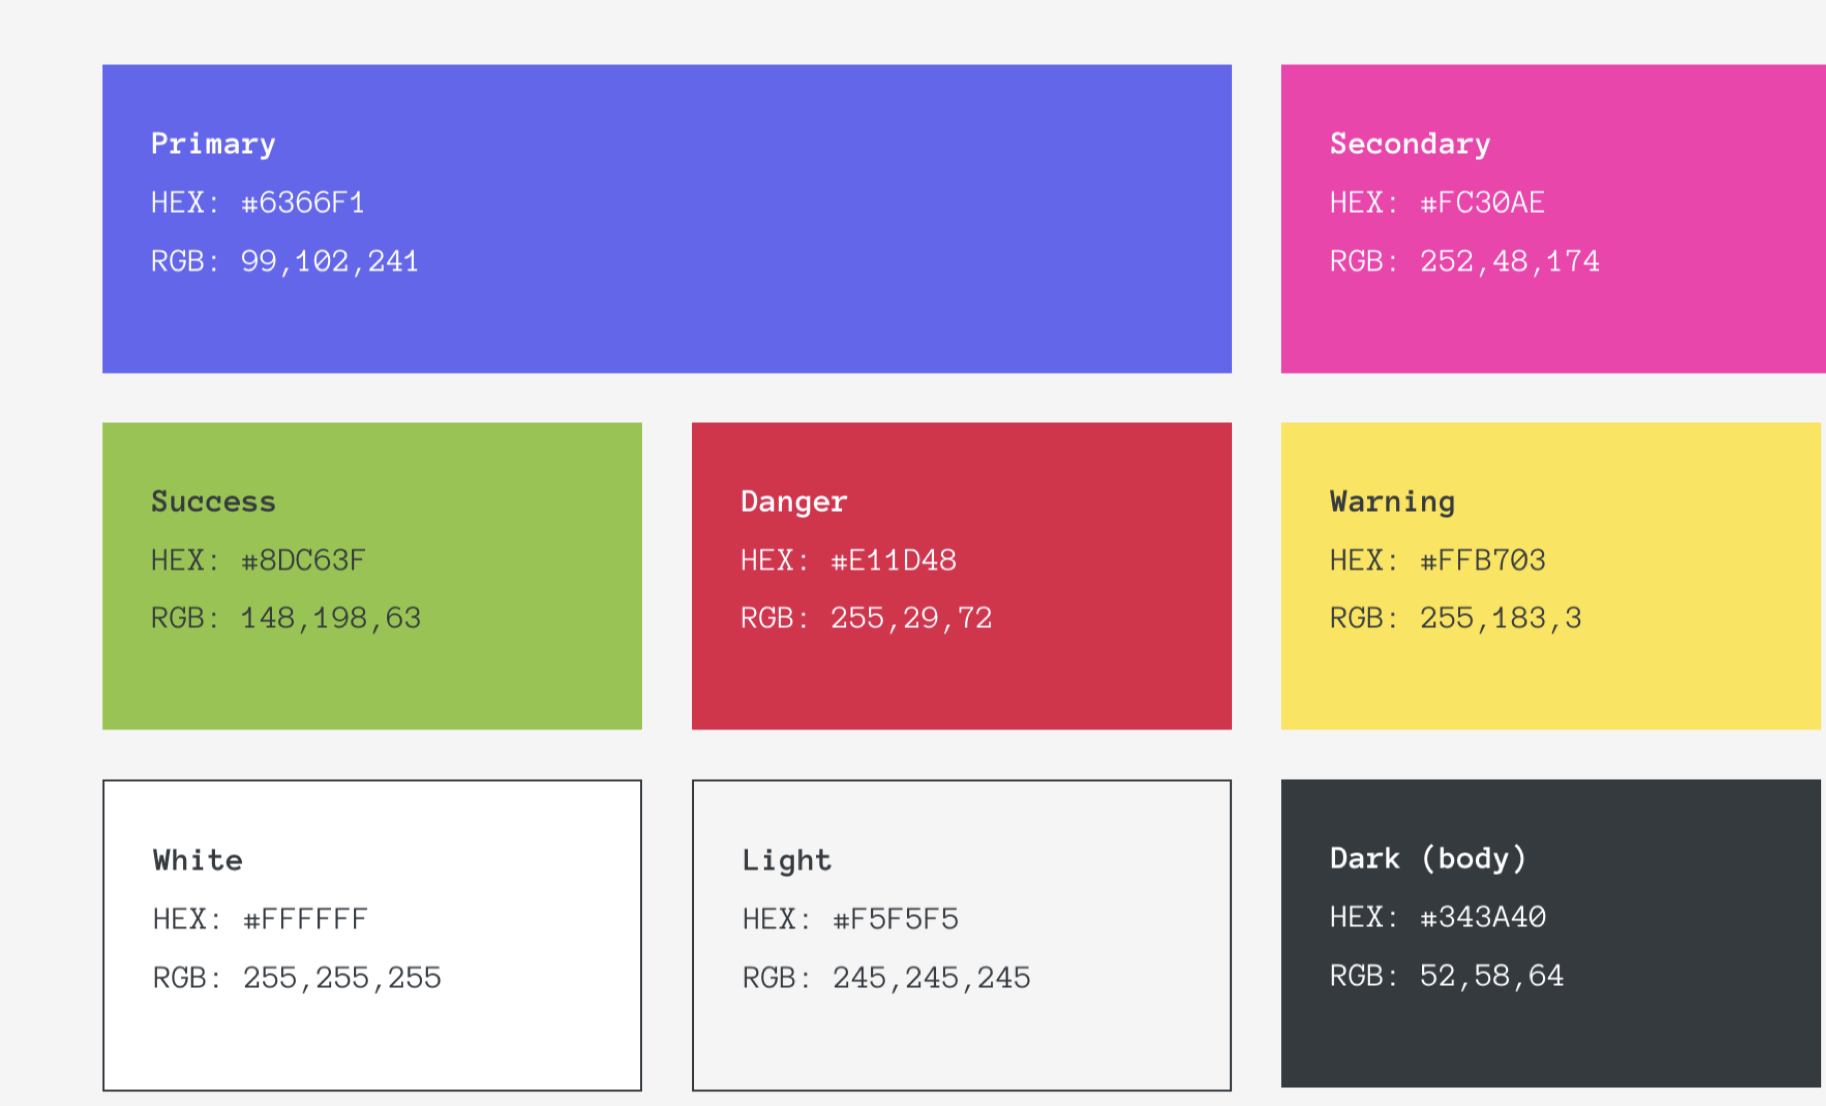 Primary
HEX: #6366F1
RGB: 99,102,241
Secondary
HEX: #FC30AE
RGB: 252,48,174
Success
HEX: #8DC63F
RGB: 148,198,63
Danger
HEX: #E11D48
RGB: 255,29,72
Warning
HEX: #FFB703
RGB: 255,183,3
White
HEX: #FFFFFF
RGB: 255,255,255
Light
HEX: #F5F5F5
RGB: 245,245,245
Dark (body)
HEX: #343A40
RGB: 52,58,64